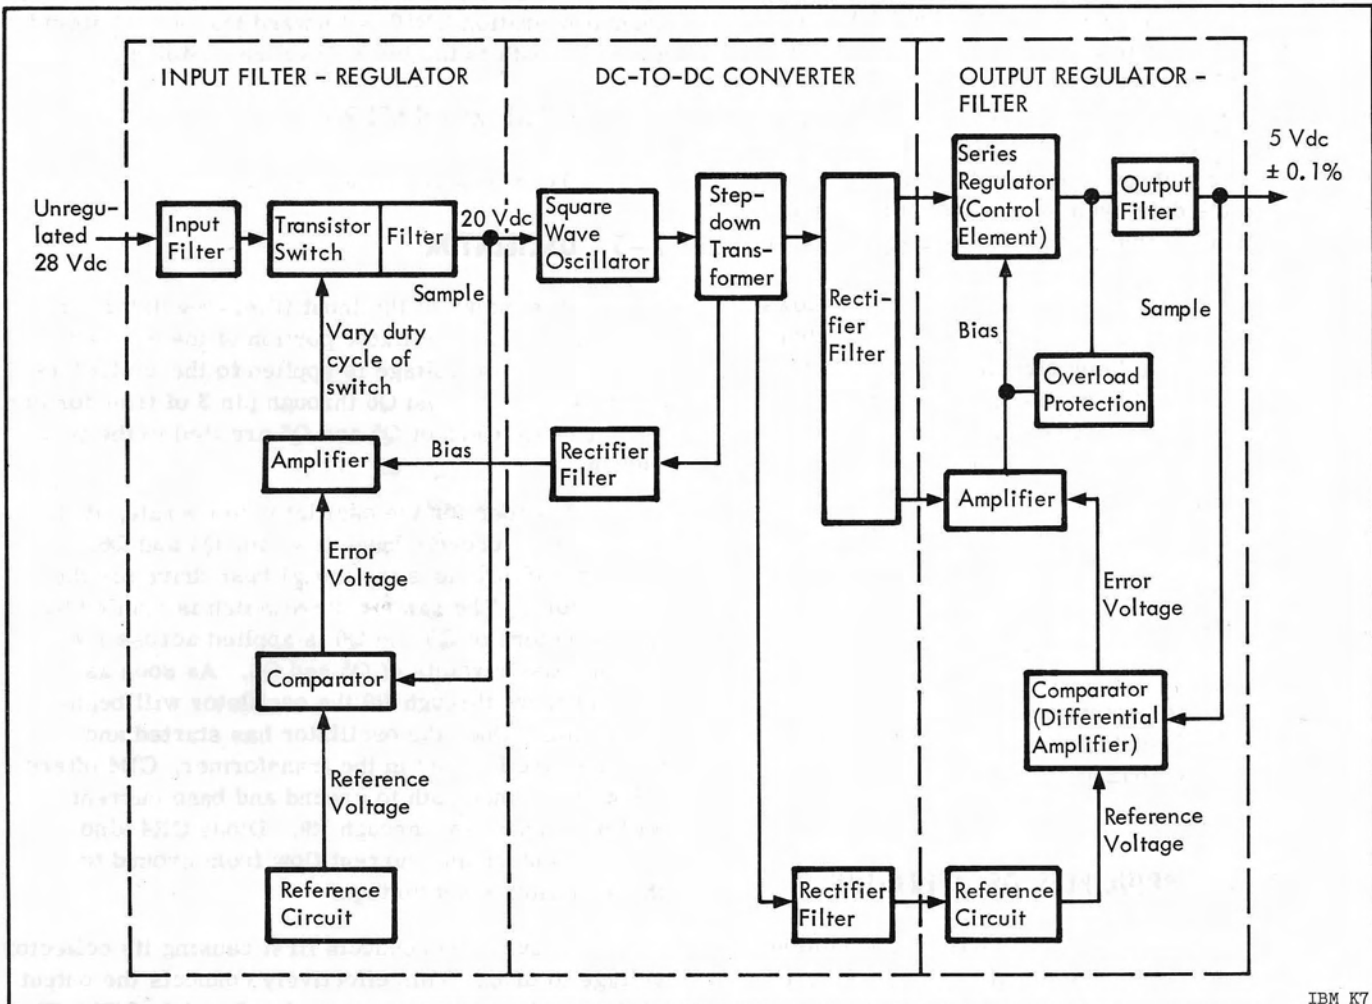 INPUT FILTER - REGULATOR
DC-TO-DC CONVERTER
OUTPUT REGULATOR -
FILTER
Unregu-
lated
28 Vdc
Input
Filter
Transistor
Switch
Filter
20 Vdc
Sample
Vary duty
cycle of
switch
Amplifier
Bias
Error
Voltage
Comparator
Reference
Voltage
Reference
Circuit
Square
Wave
Oscillator
Step-
down
Trans-
former
Recti-
fier
Filter
Rectifier
Filter
Rectifier
Filter
Series
Regulator
(Control
Element)
Output
Filter
5 Vdc
± 0.1%
Sample
Bias
Overload
Protection
Amplifier
Error
Voltage
Comparator
(Differential
Amplifier)
Reference
Voltage
Reference
Circuit
IBM K7